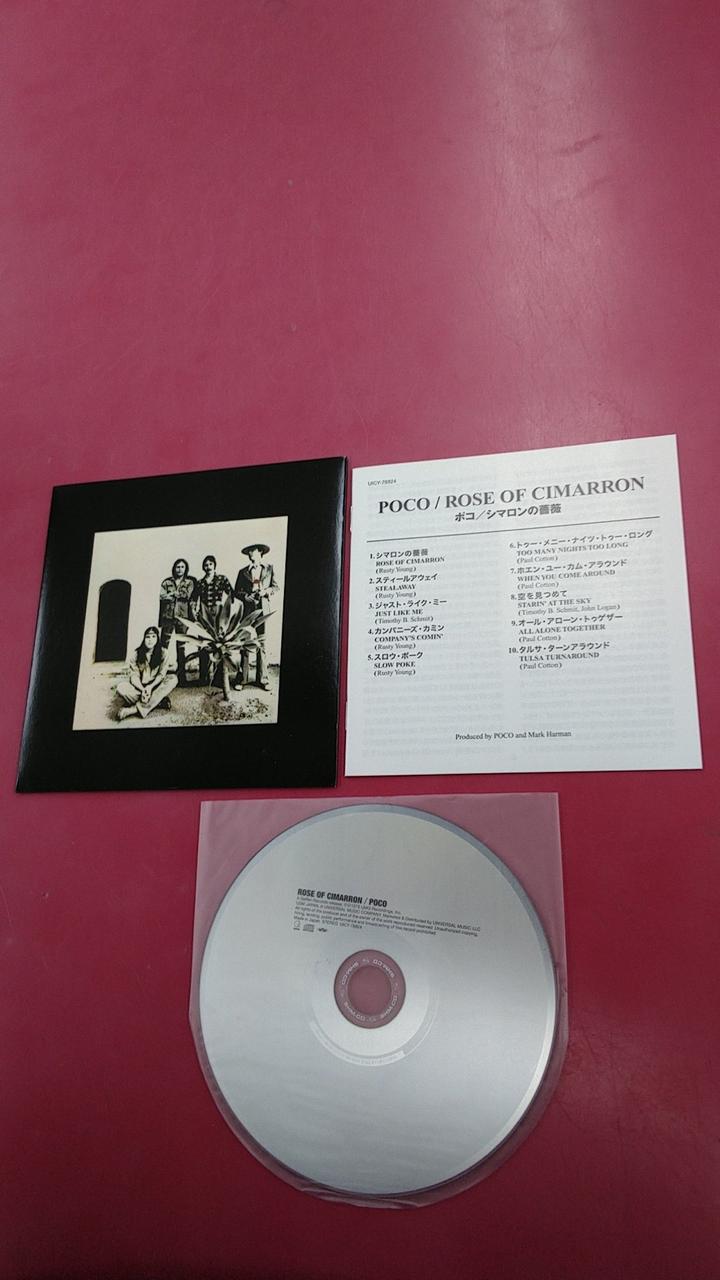 POCO / ROSE OF CIMARRON
ポコ／シマロンの薔薇
1. シマロンの薔薇
ROSE OF CIMARRON
(Rusty Young)
2. スティールアウェイ
STEALAWAY
(Rusty Young)
3. ジャスト・ライク・ミー
JUST LIKE ME
(Timothy B. Schmit)
4. カンパニーズ・カミン
COMPANY'S COMIN'
(Rusty Young)
5. スロウ・ポーク
SLOW POKE
(Rusty Young)
6. トゥー・メニー・ナイツ・トゥー・ロング
TOO MANY NIGHTS TOO LONG
(Paul Cotton)
7. ホエン・ユー・カム・アラウンド
WHEN YOU COME AROUND
(Paul Cotton)
8. 空を見つめて
STARIN' AT THE SKY
(Timothy B. Schmit, John Logan)
9. オール・アローン・トゥゲザー
ALL ALONE TOGETHER
(Paul Cotton)
10. タルサ・ターンアラウンド
TULSA TURNAROUND
(Paul Cotton)
Produced by POCO and Mark Harman
ROSE OF CIMARRON / POCO